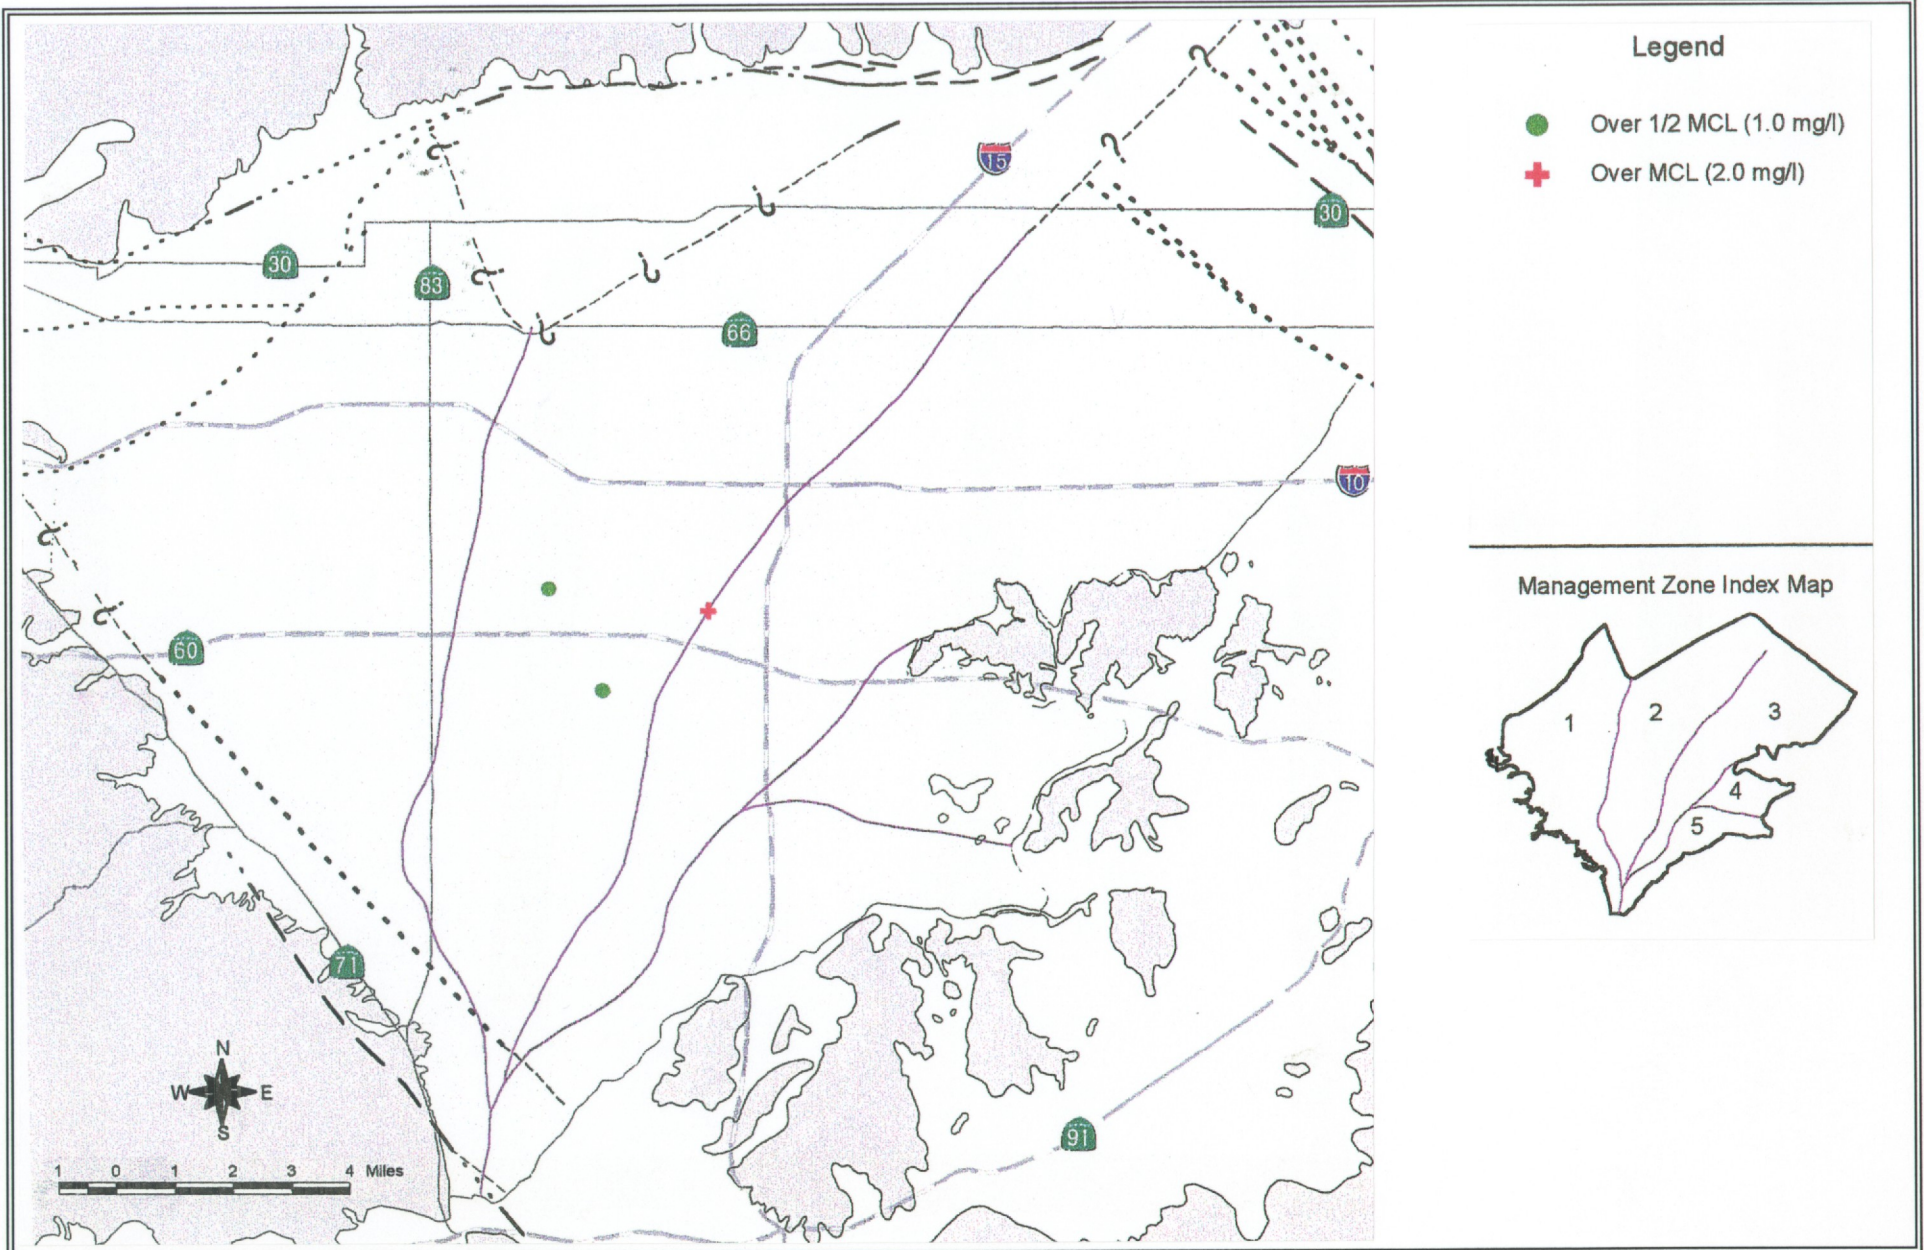 Legend
Over 1/2 MCL (1.0 mg/l)
Over MCL (2.0 mg/l)
15
30
30
83
66
10
60
71
91
N
W E
S
1 0 1 2 3 4 Miles
Management Zone Index Map
1
2
3
4
5
?
?
?
?
?
?
?
?
?